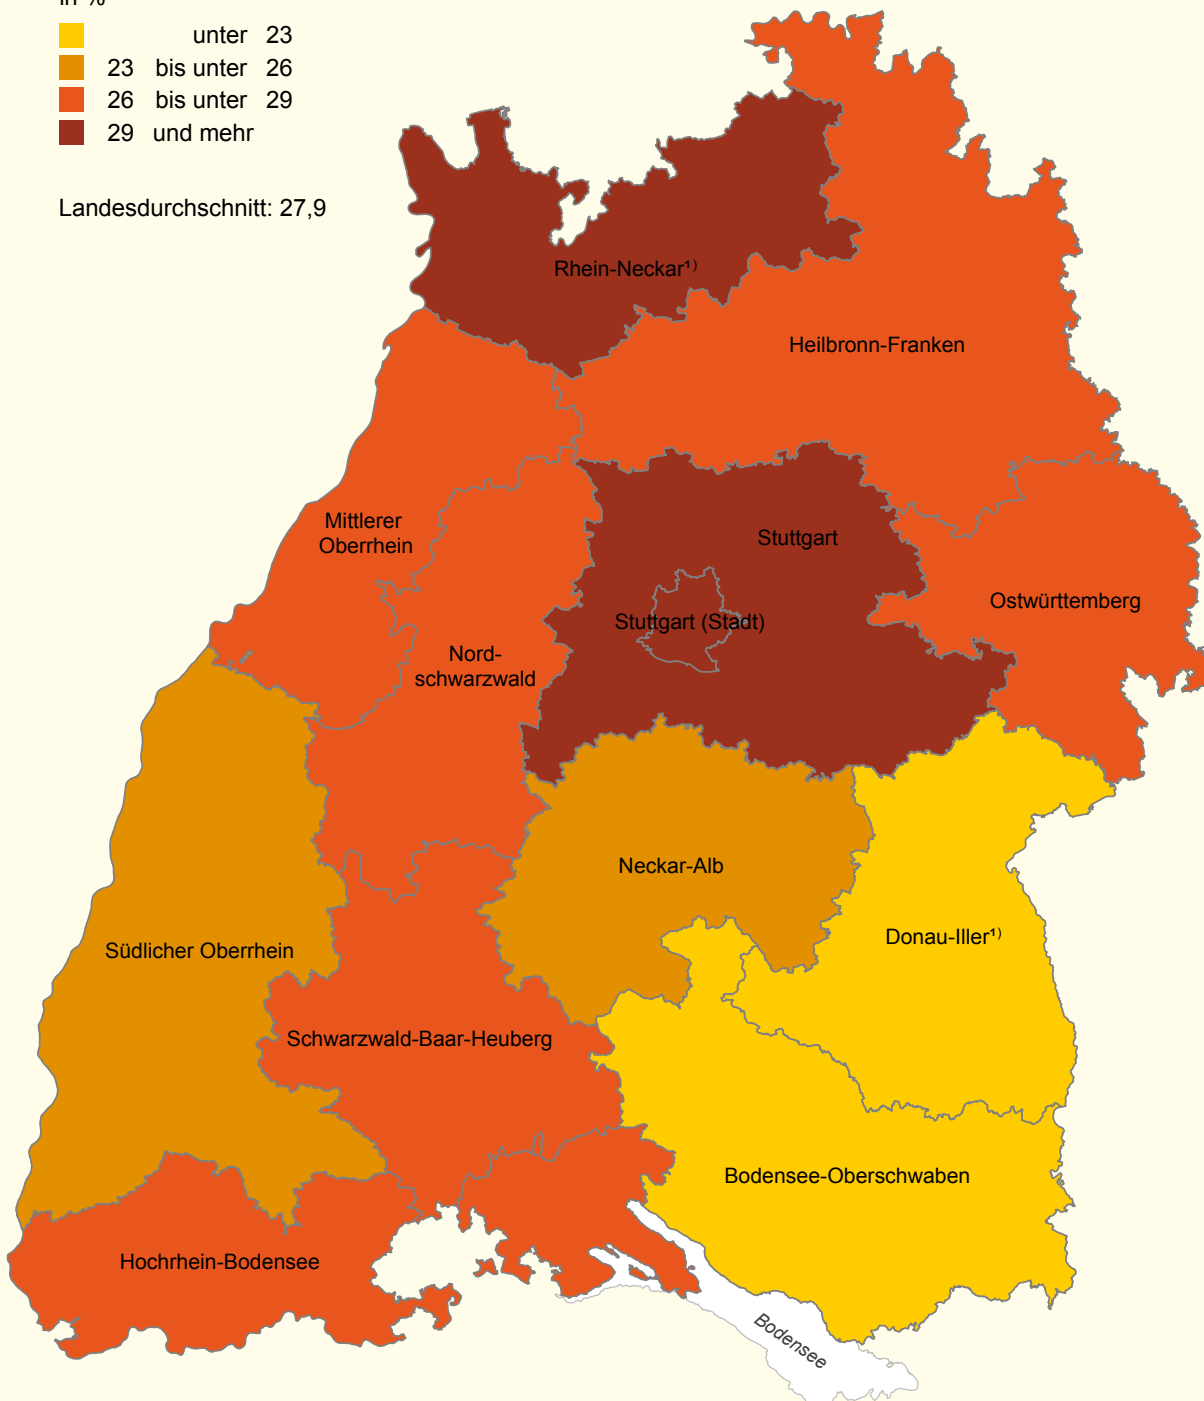 in %
unter 23
23 bis unter 26
26 bis unter 29
29 und mehr
Landesdurchschnitt: 27,9
Rhein-Neckar¹⁾
Heilbronn-Franken
Mittlerer
Oberrhein
Stuttgart
Ostwürttemberg
Stuttgart (Stadt)
Nord-
schwarzwald
Neckar-Alb
Donau-Iller¹⁾
Südlicher Oberrhein
Schwarzwald-Baar-Heuberg
Bodensee-Oberschwaben
Hochrhein-Bodensee
Bodensee